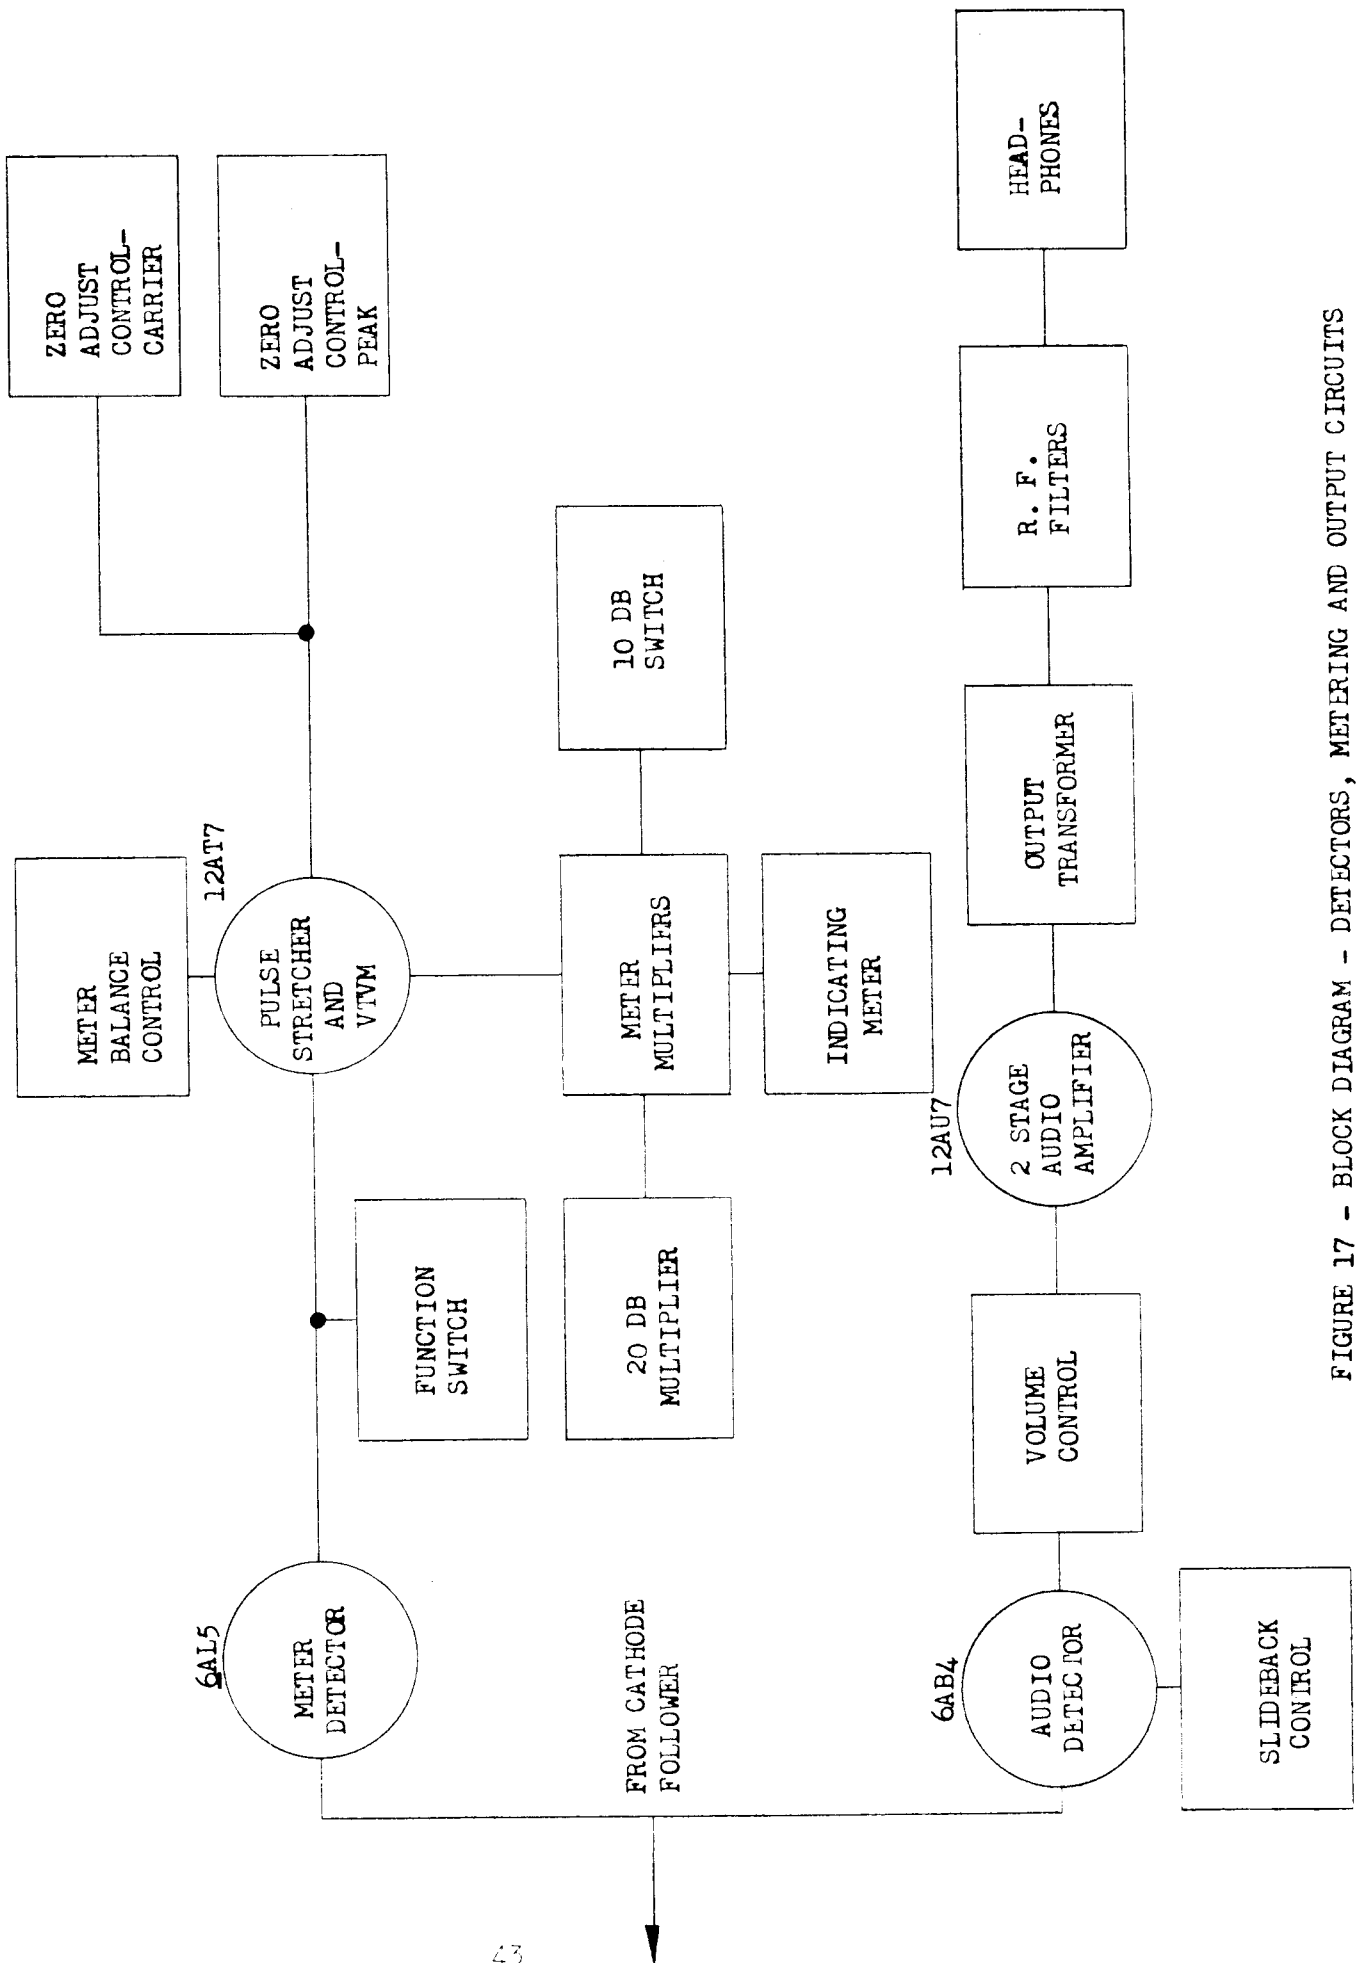 ZERO
ADJUST
CONTROL-
CARRIER
METER
BALANCE
CONTROL
12AT7
ZERO
ADJUST
CONTROL-
PEAK
6AL5
METER
DETECTOR
PULSE
STRETCHER
AND
VTVM
FUNCTION
SWITCH
10 DB
SWITCH
20 DB
MULTIPLIER
METER
MULTIPLIERS
INDICATING
METER
FROM CATHODE
FOLLOWER
6AB4
AUDIO
DETECTOR
VOLUME
CONTROL
12AU7
2 STAGE
AUDIO
AMPLIFIER
OUTPUT
TRANSFORMER
R. F.
FILTERS
HEAD-
PHONES
SLIDEBACK
CONTROL
FIGURE 17 - BLOCK DIAGRAM - DETECTORS, METERING AND OUTPUT CIRCUITS
43